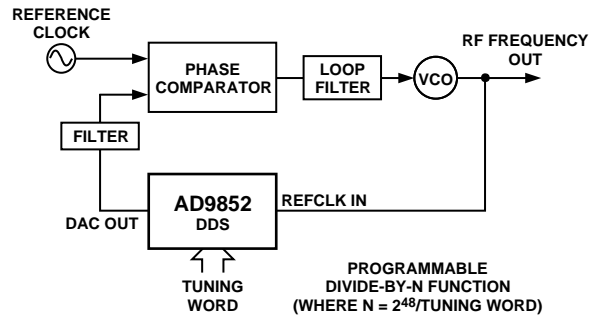 REFERENCE
CLOCK
PHASE
COMPARATOR
LOOP
FILTER
VCO
RF FREQUENCY
OUT
FILTER
AD9852
DDS
REFCLK IN
DAC OUT
TUNING
WORD
PROGRAMMABLE
DIVIDE-BY-N FUNCTION
(WHERE N = 2⁴⁸/TUNING WORD)